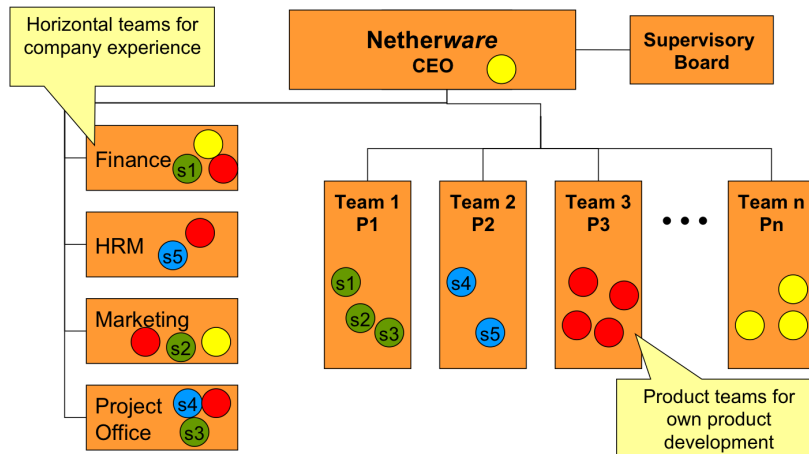 Horizontal teams for
company experience
Netherware
CEO
Supervisory
Board
Finance
s1
HRM
s5
Marketing
s2
Project
Office
s4
s3
Team 1
P1
s1
s2
s3
Team 2
P2
s4
s5
Team 3
P3
• • •
Team n
Pn
Product teams for
own product
development